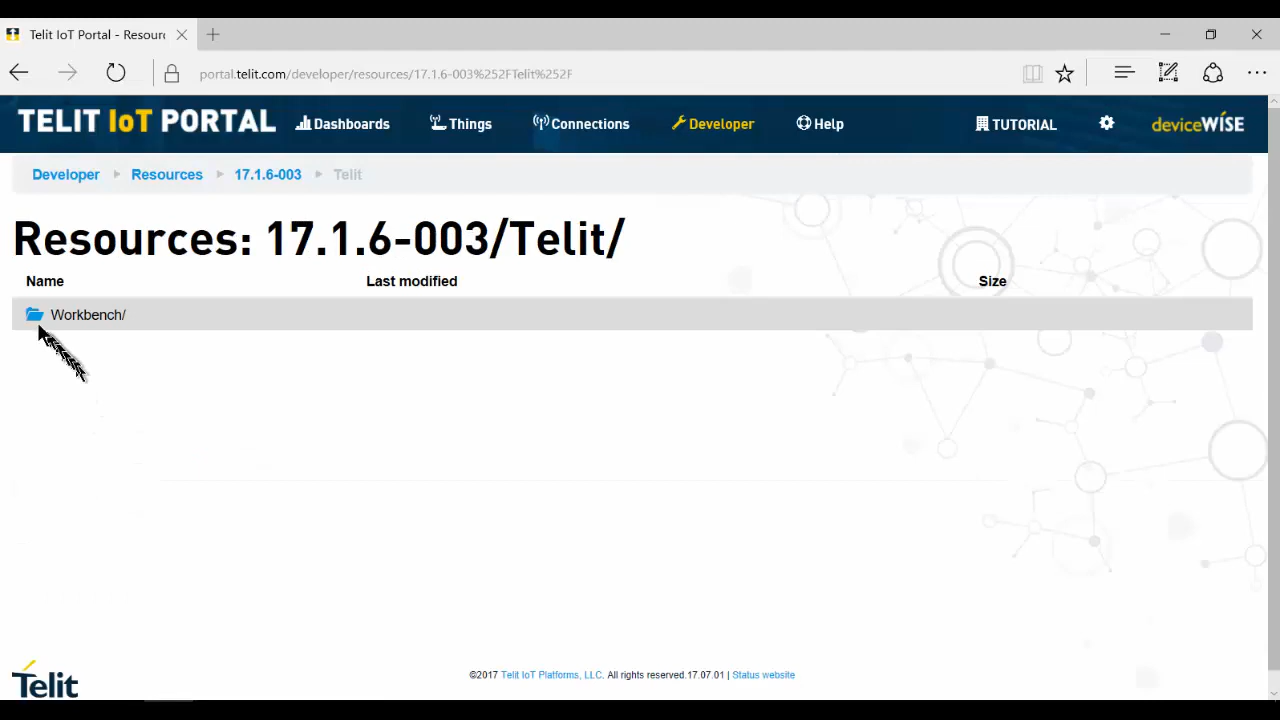 Telit IoT Portal - Resour
portal.telit.com/developer/resources/17.1.6-003%252FTelit%252F
TELIT IoT PORTAL Dashboards Things Connections Developer Help TUTORIAL deviceWISE
Developer Resources 17.1.6-003 Telit
Resources: 17.1.6-003/Telit/
Name Last modified Size
Workbench/
©2017 Telit IoT Platforms, LLC. All rights reserved.17.07.01 | Status website
Telit